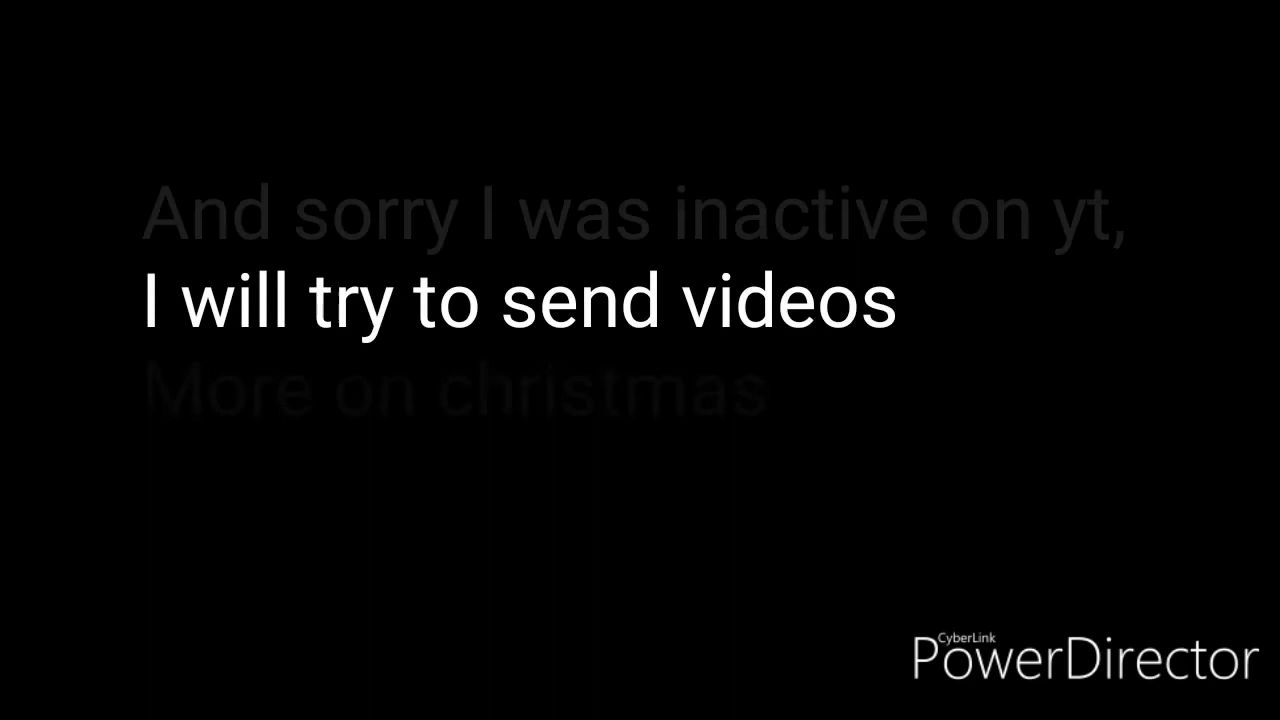 And sorry I was inactive on yt,
I will try to send videos
More on christmas
CyberLink
PowerDirector